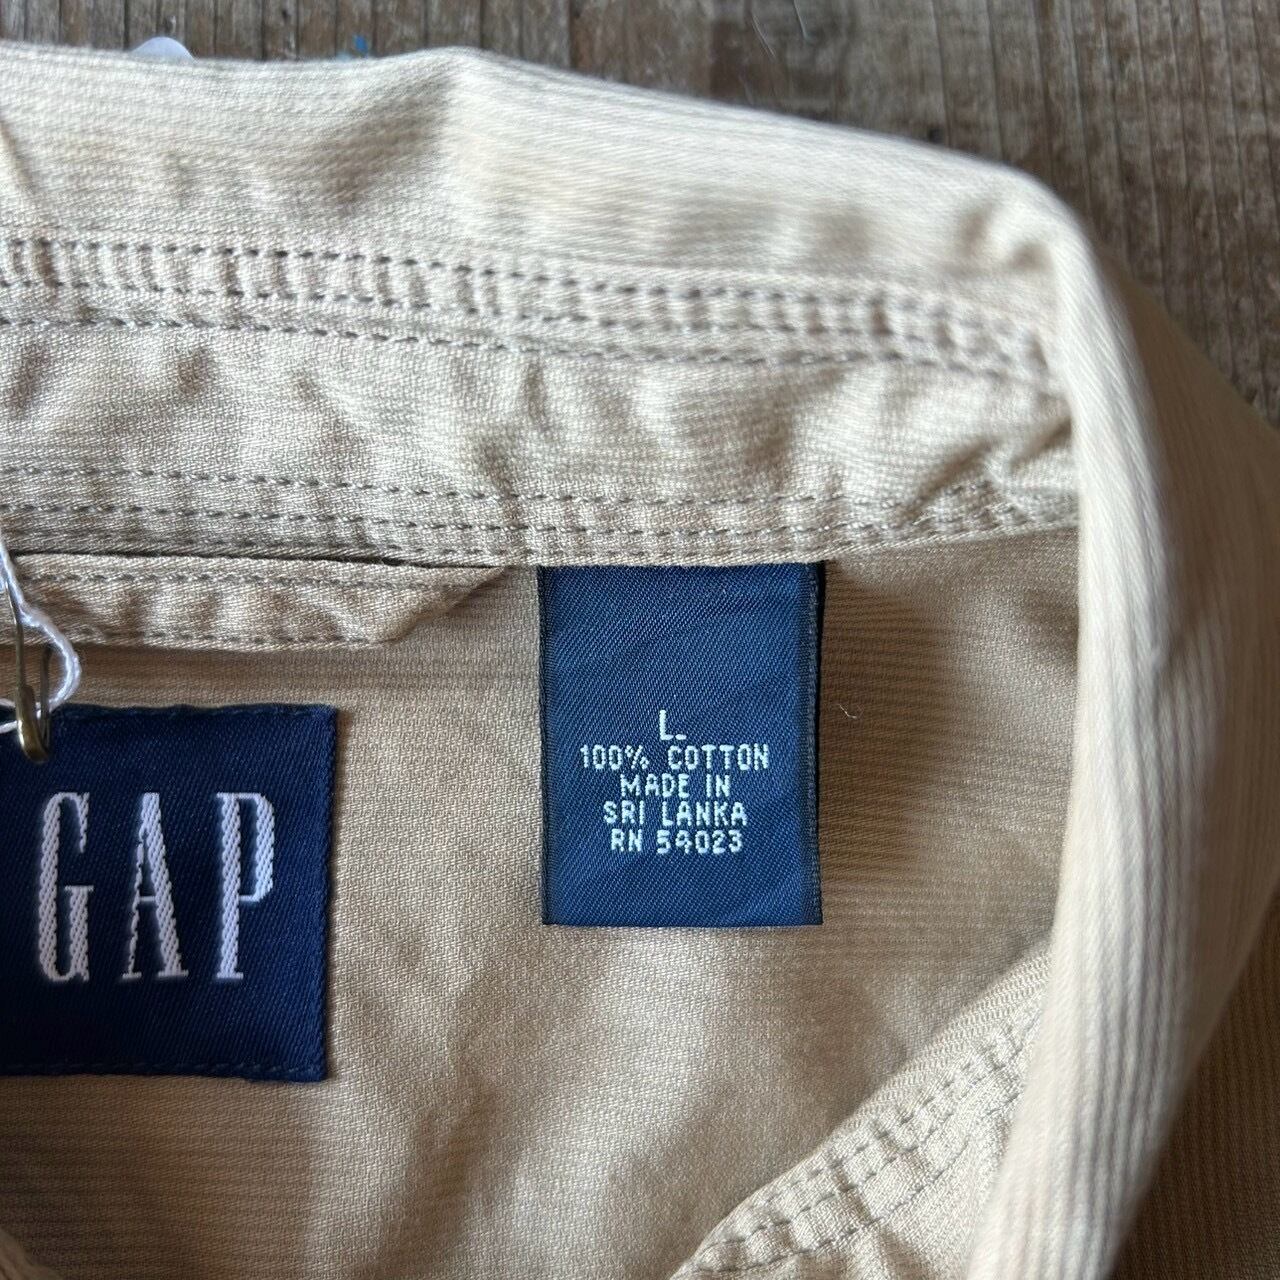 GAP
L.
100% COTTON
MADE IN
SRI LANKA
RN 54023